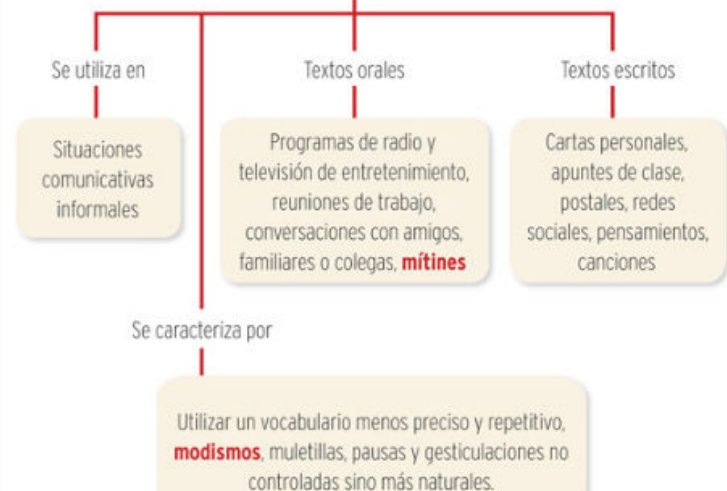 Se utiliza en
Situaciones
comunicativas
informales
Textos orales
Programas de radio y
televisión de entretenimiento,
reuniones de trabajo,
conversaciones con amigos,
familiares o colegas, mítines
Textos escritos
Cartas personales,
apuntes de clase,
postales, redes
sociales, pensamientos,
canciones
Se caracteriza por
Utilizar un vocabulario menos preciso y repetitivo,
modismos, muletillas, pausas y gesticulaciones no
controladas sino más naturales.